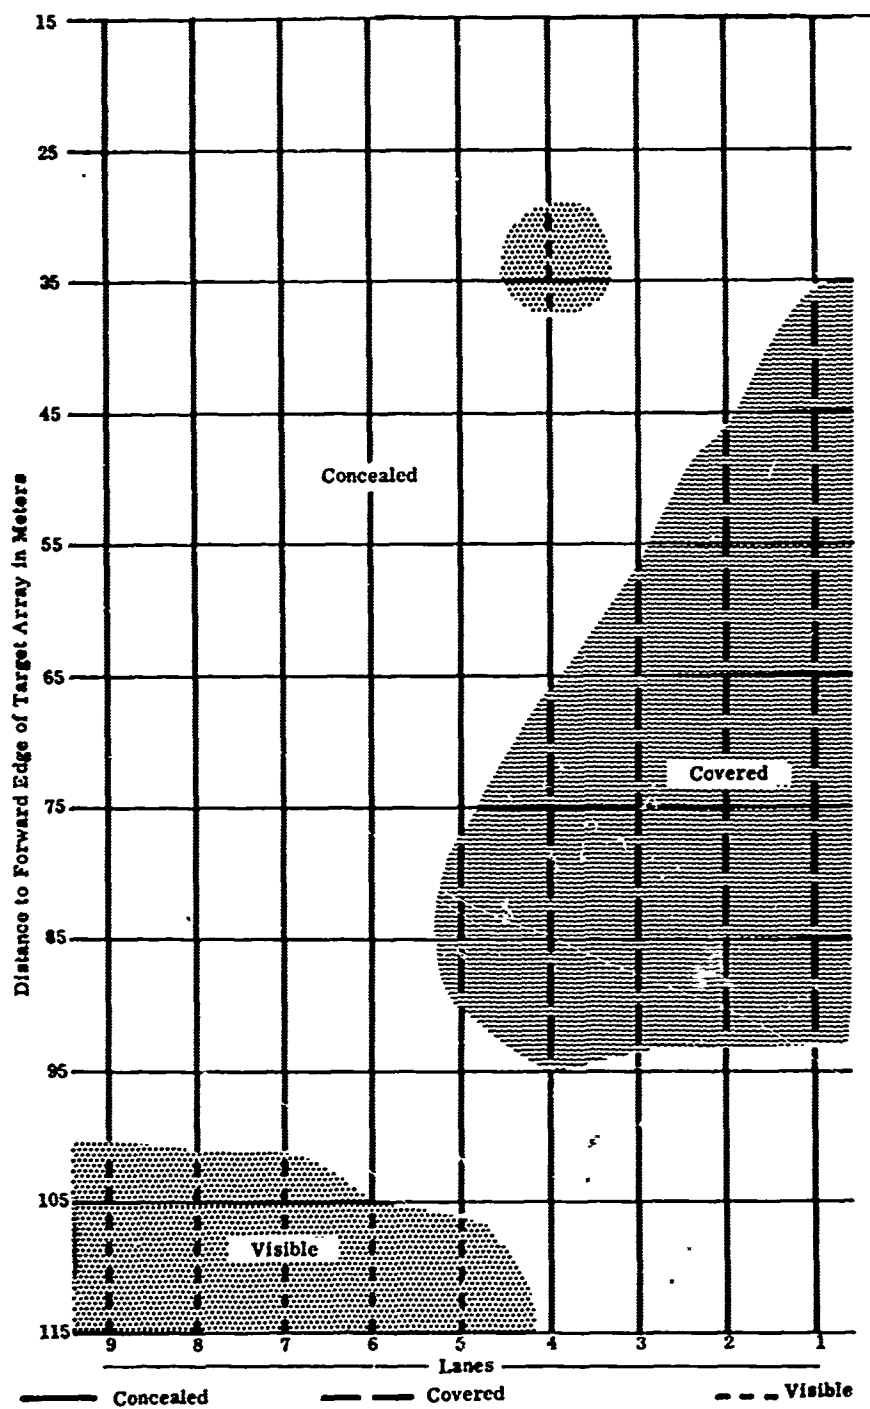 15
25
35
45
55
65
75
85
95
105
115
Distance to Forward Edge of Target Array in Meters
Concealed
Covered
Visible
9 8 7 6 5 4 3 2 1
Lanes
Concealed Covered Visible